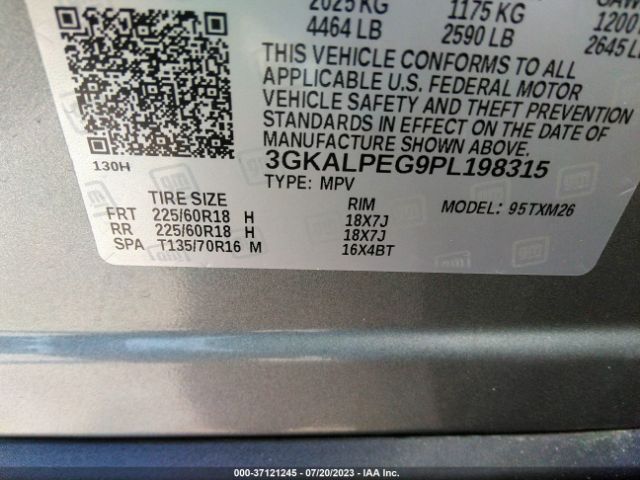 2025 KG 1175 KG 1200
4464 LB 2590 LB 2645 L
THIS VEHICLE CONFORMS TO ALL
APPLICABLE U.S. FEDERAL MOTOR
VEHICLE SAFETY AND THEFT PREVENTION
STANDARDS IN EFFECT ON THE DATE OF
MANUFACTURE SHOWN ABOVE.
130H
3GKALPEG9PL198315
TYPE: MPV
TIRE SIZE RIM MODEL: 95TXM26
FRT 225/60R18 H 18X7J
RR 225/60R18 H 18X7J
SPA T135/70R16 M 16X4BT
gm
000-37121245 - 07/20/2023 - IAA Inc.